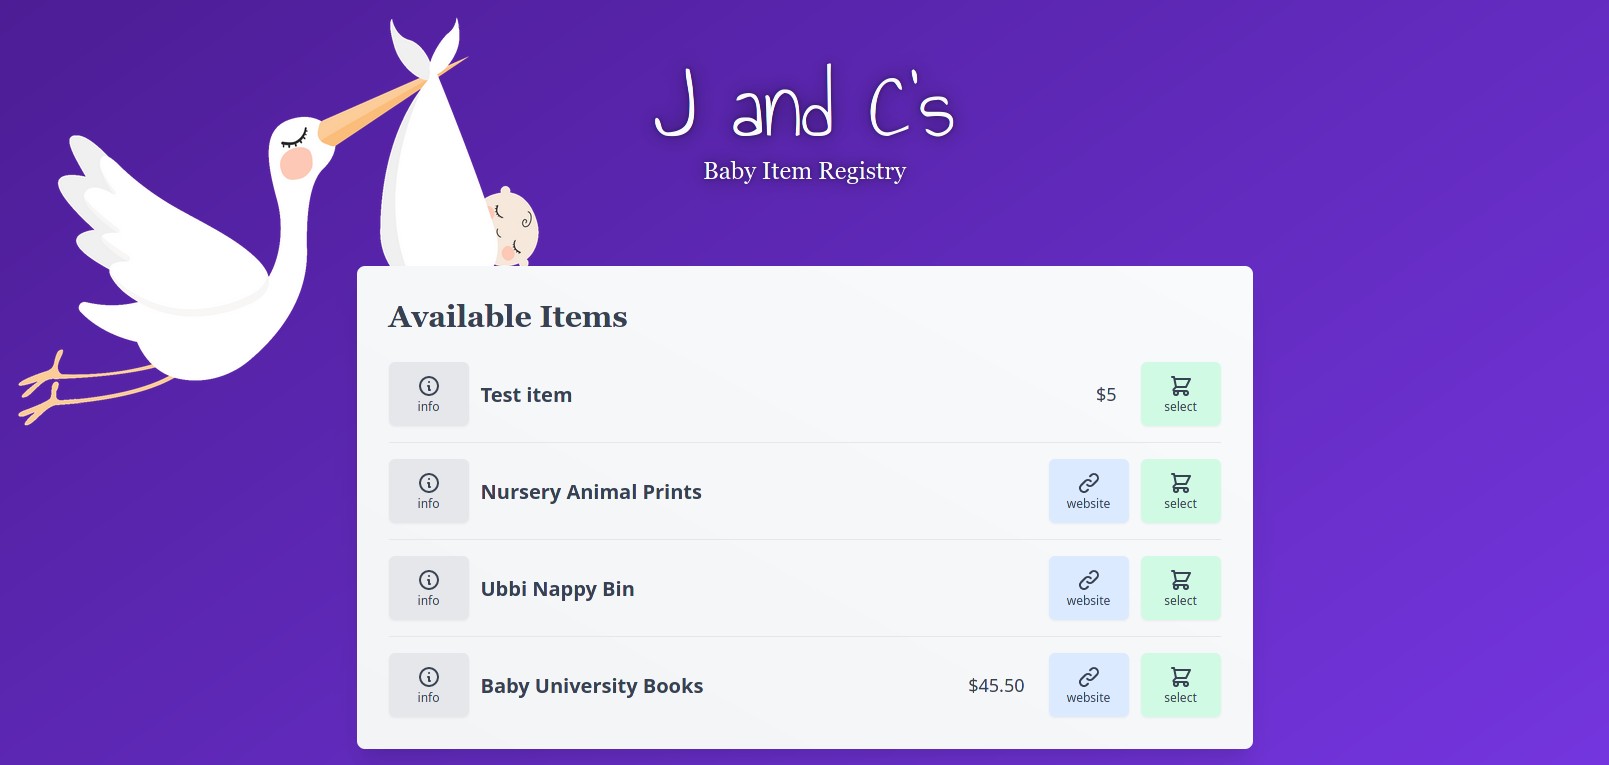 J and C's
Baby Item Registry
Available Items
info Test item $5 select
info Nursery Animal Prints website select
info Ubbi Nappy Bin website select
info Baby University Books $45.50 website select